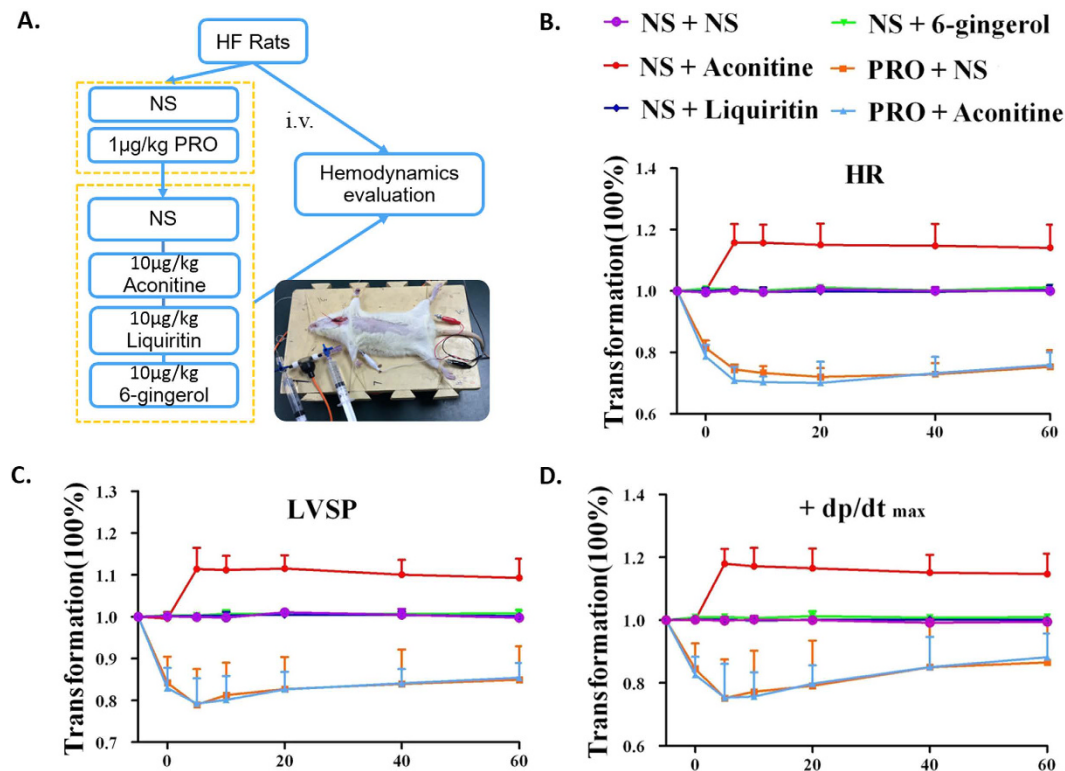 A.
HF Rats
NS
1μg/kg PRO
i.v.
Hemodynamics
evaluation
NS
10μg/kg
Aconitine
10μg/kg
Liquiritin
10μg/kg
6-gingerol
B.
NS + NS
NS + 6-gingerol
NS + Aconitine
PRO + NS
NS + Liquiritin
PRO + Aconitine
HR
Transformation(100%)
1.4
1.2
1.0
0.8
0.6
0
20
40
60
C.
LVSP
Transformation(100%)
1.3
1.2
1.1
1.0
0.9
0.8
0.7
0
20
40
60
D.
+ dp/dt max
Transformation(100%)
1.4
1.2
1.0
0.8
0.6
0
20
40
60